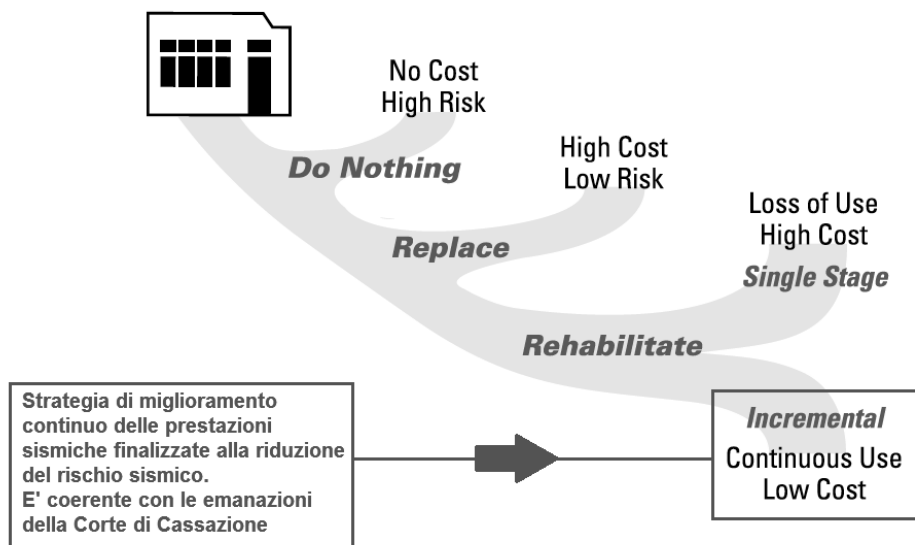 No Cost
High Risk
Do Nothing
High Cost
Low Risk
Replace
Loss of Use
High Cost
Single Stage
Rehabilitate
Strategia di miglioramento
continuo delle prestazioni
sismiche finalizzate alla riduzione
del rischio sismico.
E' coerente con le emanazioni
della Corte di Cassazione
Incremental
Continuous Use
Low Cost